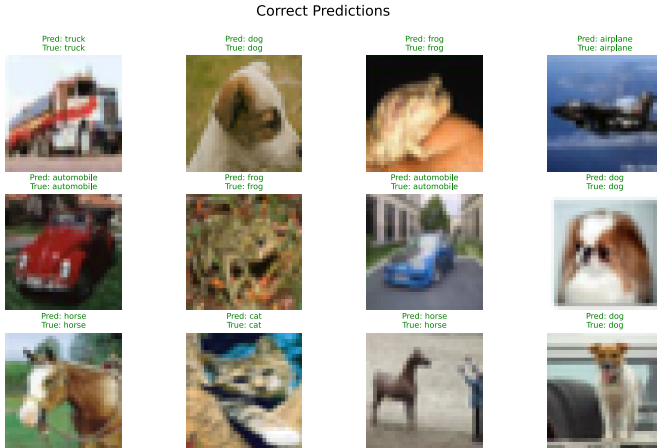 Correct Predictions
Pred: truck
True: truck
Pred: dog
True: dog
Pred: frog
True: frog
Pred: airplane
True: airplane
Pred: automobile
True: automobile
Pred: frog
True: frog
Pred: automobile
True: automobile
Pred: dog
True: dog
Pred: horse
True: horse
Pred: cat
True: cat
Pred: horse
True: horse
Pred: dog
True: dog